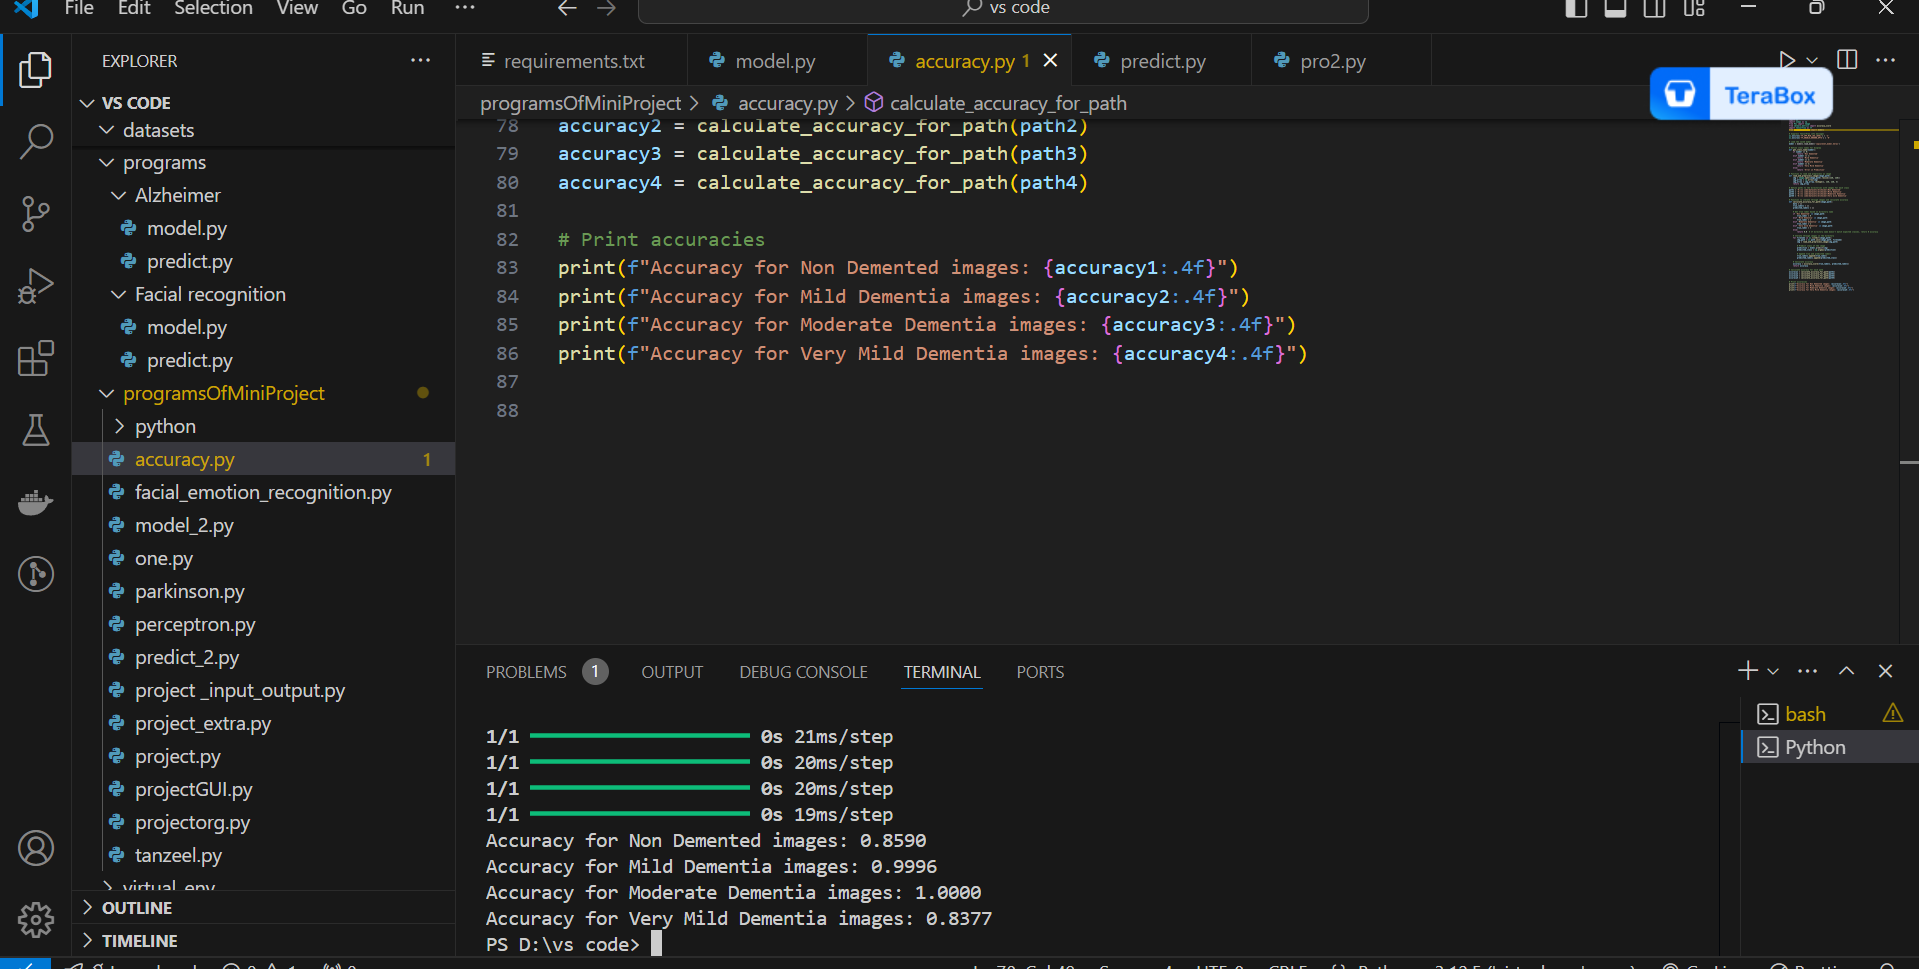 File Edit Selection View Go Run ··· vs code
EXPLORER ···
VS CODE
datasets
programs
Alzheimer
model.py
predict.py
Facial recognition
model.py
predict.py
programsOfMiniProject
python
accuracy.py 1
facial_emotion_recognition.py
model_2.py
one.py
parkinson.py
perceptron.py
predict_2.py
project _input_output.py
project_extra.py
project.py
projectGUI.py
projectorg.py
tanzeel.py
virtual_env
OUTLINE
TIMELINE
requirements.txt model.py accuracy.py 1 predict.py pro2.py
TeraBox
programsOfMiniProject > accuracy.py > calculate_accuracy_for_path
78 accuracy2 = calculate_accuracy_for_path(path2)
79 accuracy3 = calculate_accuracy_for_path(path3)
80 accuracy4 = calculate_accuracy_for_path(path4)
81
82 # Print accuracies
83 print(f"Accuracy for Non Demented images: {accuracy1:.4f}")
84 print(f"Accuracy for Mild Dementia images: {accuracy2:.4f}")
85 print(f"Accuracy for Moderate Dementia images: {accuracy3:.4f}")
86 print(f"Accuracy for Very Mild Dementia images: {accuracy4:.4f}")
87
88
PROBLEMS 1 OUTPUT DEBUG CONSOLE TERMINAL PORTS
1/1 0s 21ms/step
1/1 0s 20ms/step
1/1 0s 20ms/step
1/1 0s 19ms/step
Accuracy for Non Demented images: 0.8590
Accuracy for Mild Dementia images: 0.9996
Accuracy for Moderate Dementia images: 1.0000
Accuracy for Very Mild Dementia images: 0.8377
PS D:\vs code>
bash
Python